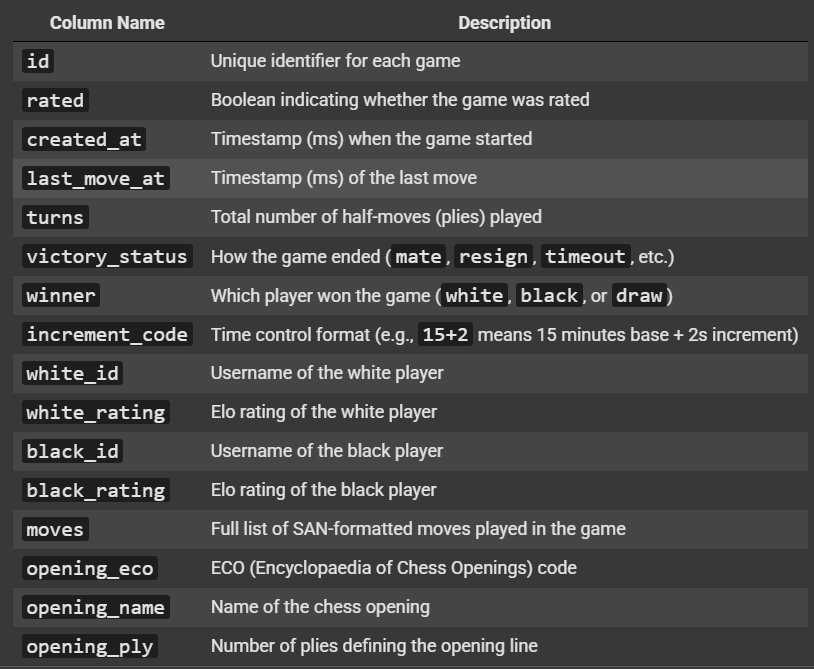 Column Name Description
id Unique identifier for each game
rated Boolean indicating whether the game was rated
created_at Timestamp (ms) when the game started
last_move_at Timestamp (ms) of the last move
turns Total number of half-moves (plies) played
victory_status How the game ended (mate, resign, timeout, etc.)
winner Which player won the game (white, black, or draw)
increment_code Time control format (e.g., 15+2 means 15 minutes base + 2s increment)
white_id Username of the white player
white_rating Elo rating of the white player
black_id Username of the black player
black_rating Elo rating of the black player
moves Full list of SAN-formatted moves played in the game
opening_eco ECO (Encyclopaedia of Chess Openings) code
opening_name Name of the chess opening
opening_ply Number of plies defining the opening line